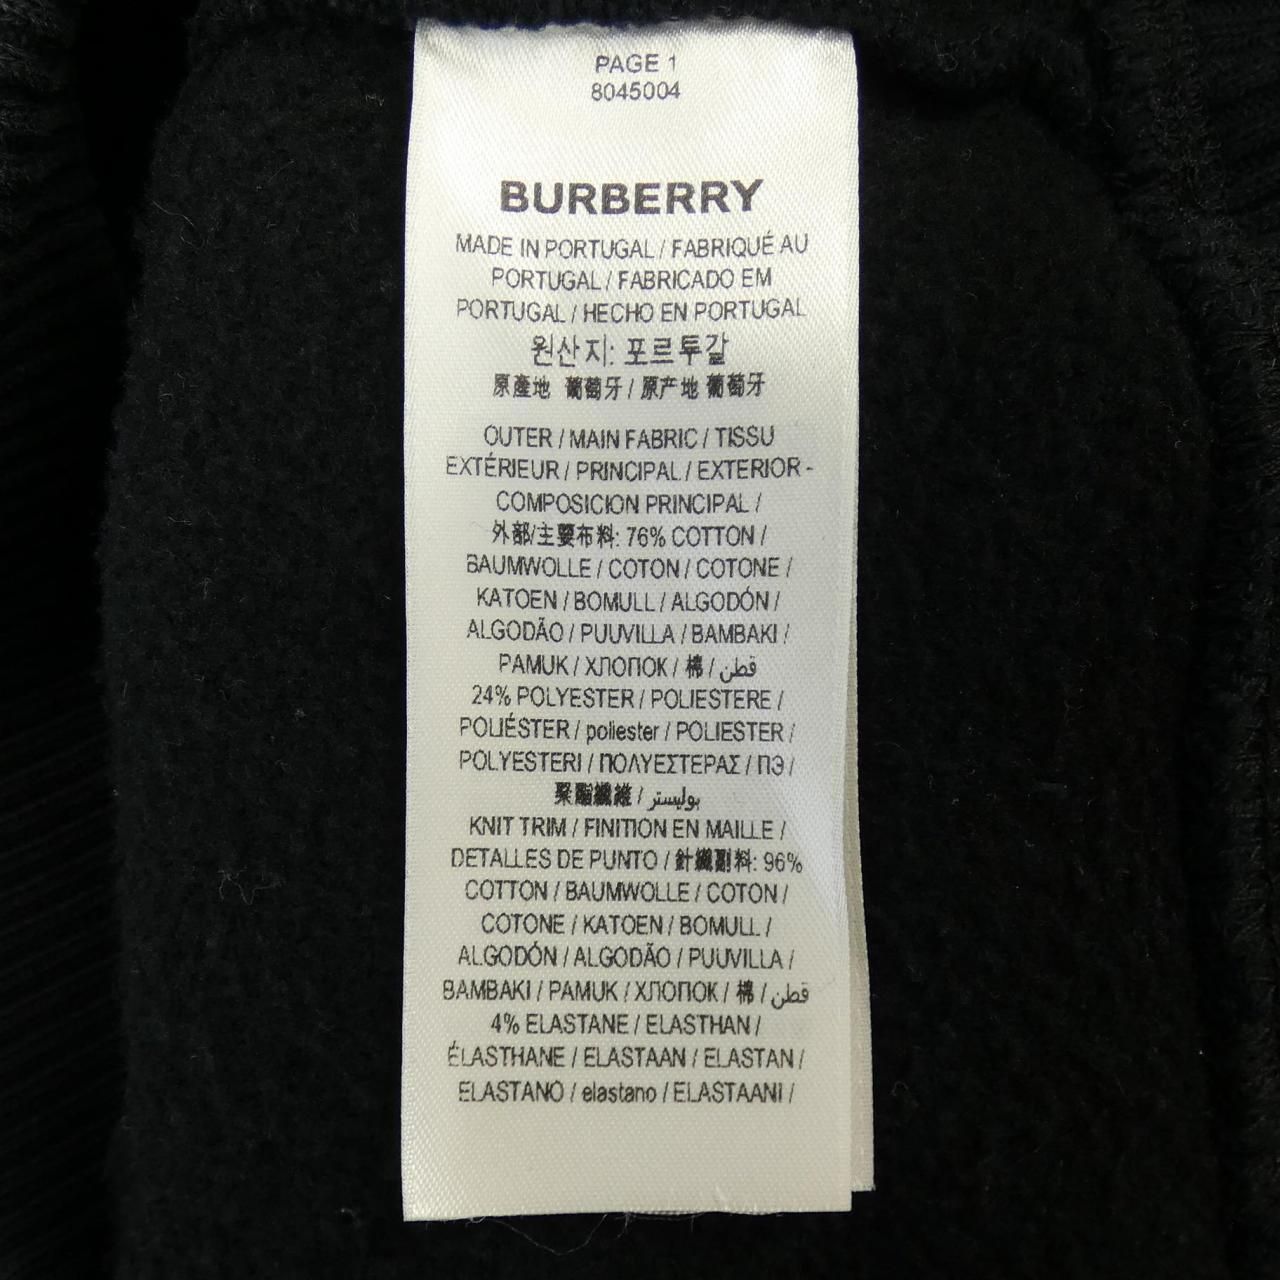 PAGE 1
8045004
BURBERRY
MADE IN PORTUGAL / FABRIQUÉ AU
PORTUGAL / FABRICADO EM
PORTUGAL / HECHO EN PORTUGAL
원산지: 포르투갈
原產地 葡萄牙 / 原产地 葡萄牙
OUTER / MAIN FABRIC / TISSU
EXTÉRIEUR / PRINCIPAL / EXTERIOR -
COMPOSICION PRINCIPAL /
外部/主要布料: 76% COTTON /
BAUMWOLLE / COTON / COTONE /
KATOEN / BOMULL / ALGODÓN /
ALGODÃO / PUUVILLA / BAMBAKI /
PAMUK / ХЛОПОК / 棉 / قطن
24% POLYESTER / POLIESTERE /
POLIÉSTER / poliester / POLIESTER /
POLYESTERI / ΠΟΛΥΕΣΤΕΡΑΣ / ПЭ /
聚酯纖維 / بوليستر
KNIT TRIM / FINITION EN MAILLE /
DETALLES DE PUNTO / 針織副料: 96%
COTTON / BAUMWOLLE / COTON /
COTONE / KATOEN / BOMULL /
ALGODÓN / ALGODÃO / PUUVILLA /
BAMBAKI / PAMUK / ХЛОПОК / 棉 / قطن
4% ELASTANE / ELASTHAN /
ÉLASTHANE / ELASTAAN / ELASTAN /
ELASTANO / elastano / ELASTAANI /